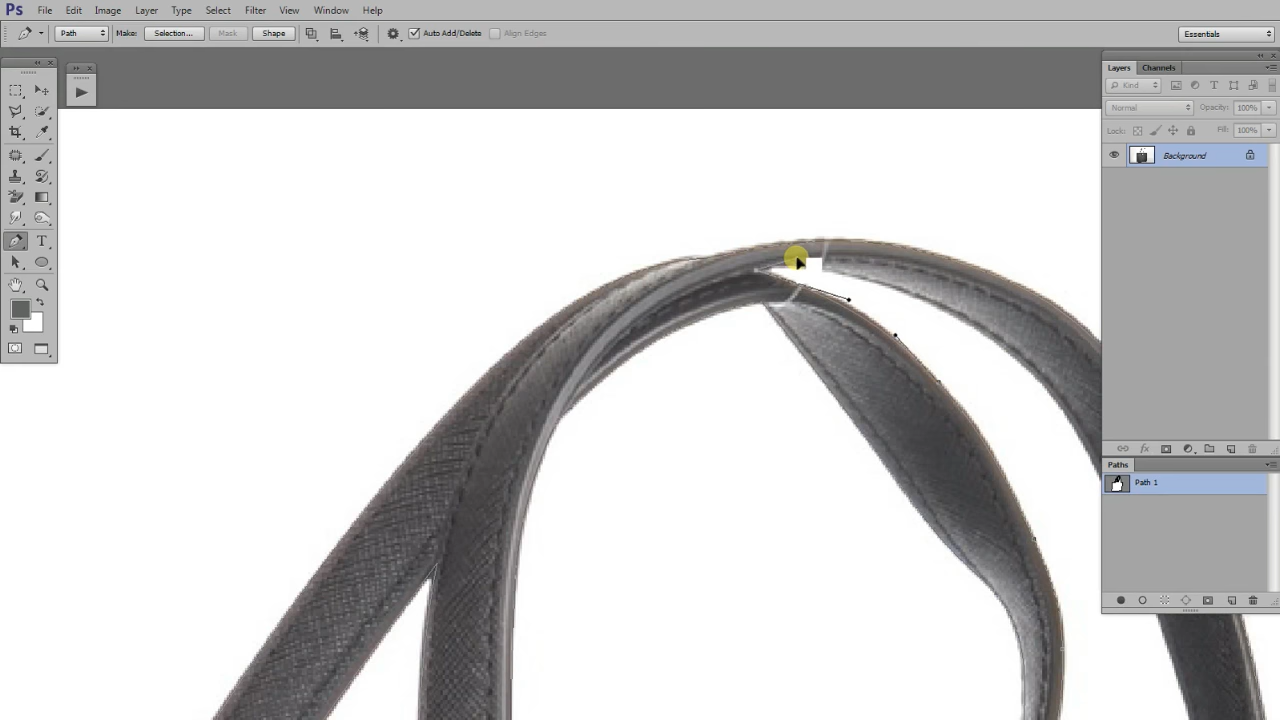 Ps File Edit Image Layer Type Select Filter View Window Help
Path Make: Selection... Mask Shape Auto Add/Delete Align Edges Essentials
Layers Channels
Kind
Normal Opacity: 100%
Lock: Fill: 100%
Background
fx
Paths
Path 1
T